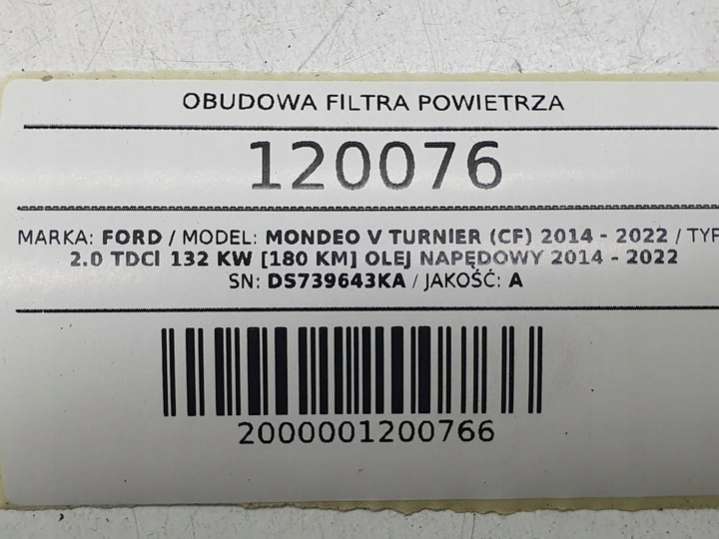 OBUDOWA FILTRA POWIETRZA
120076
MARKA: FORD / MODEL: MONDEO V TURNIER (CF) 2014 - 2022 / TYP
2.0 TDCI 132 KW [180 KM] OLEJ NAPĘDOWY 2014 - 2022
SN: DS739643KA / JAKOŚĆ: A
2000001200766